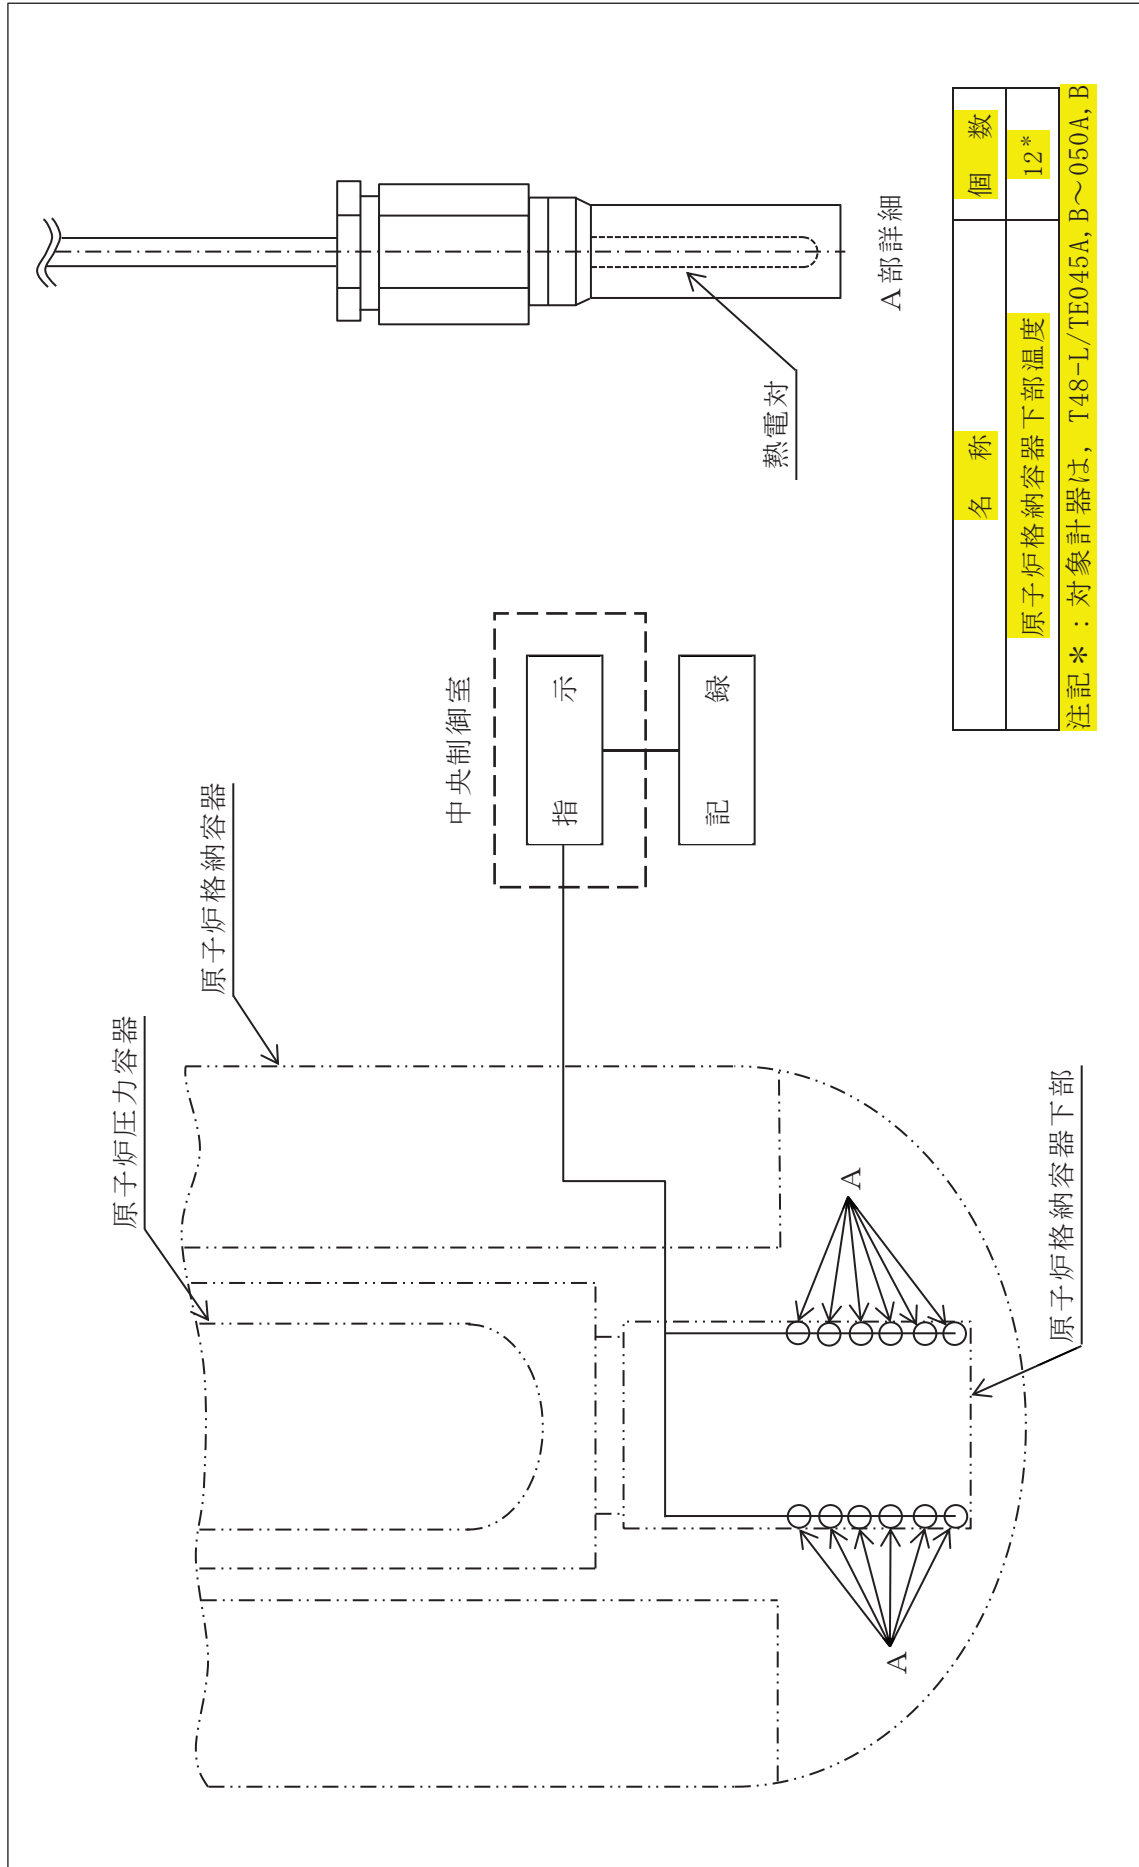 原子炉圧力容器
原子炉格納容器
中央制御室
指 示
記 録
A
A
原子炉格納容器下部
熱電対
A部詳細
名 称
個 数
原子炉格納容器下部温度
12*
注記＊：対象計器は，T48-L/TE045A,B～050A,B